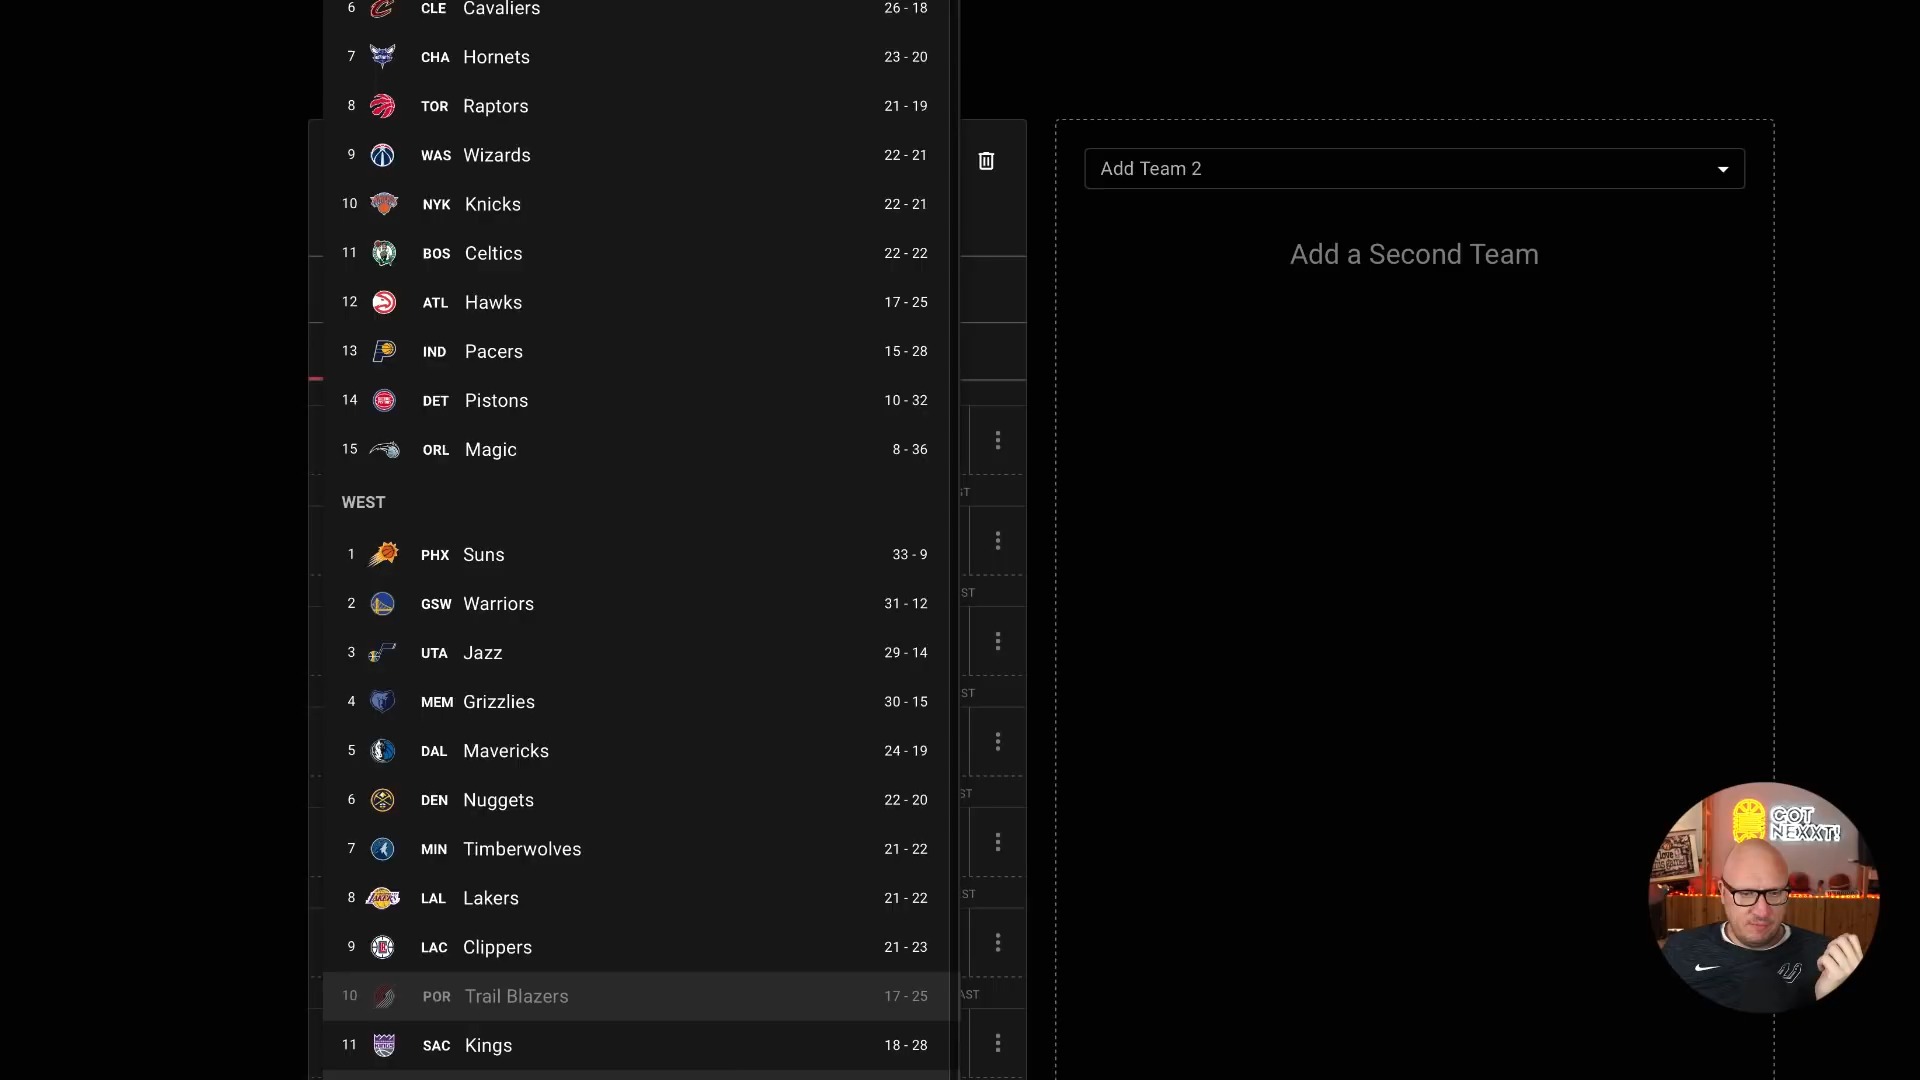 6 CLE Cavaliers 26 - 18
7 CHA Hornets 23 - 20
8 TOR Raptors 21 - 19
9 WAS Wizards 22 - 21
Add Team 2
10 NYK Knicks 22 - 21
11 BOS Celtics 22 - 22
Add a Second Team
12 ATL Hawks 17 - 25
13 IND Pacers 15 - 28
14 DET Pistons 10 - 32
15 ORL Magic 8 - 36
WEST
ST
1 PHX Suns 33 - 9
ST
2 GSW Warriors 31 - 12
3 UTA Jazz 29 - 14
ST
4 MEM Grizzlies 30 - 15
5 DAL Mavericks 24 - 19
ST
6 DEN Nuggets 22 - 20
GOT
NEXXT!
7 MIN Timberwolves 21 - 22
ST
8 LAL Lakers 21 - 22
9 LAC Clippers 21 - 23
10 POR Trail Blazers 17 - 25
AST
11 SAC Kings 18 - 28